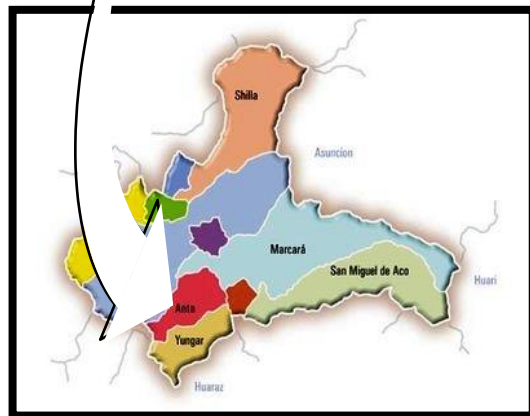 Shilla
Asuncion
Marcará
San Miguel de Aco
Huari
Anta
Yungar
Huaraz